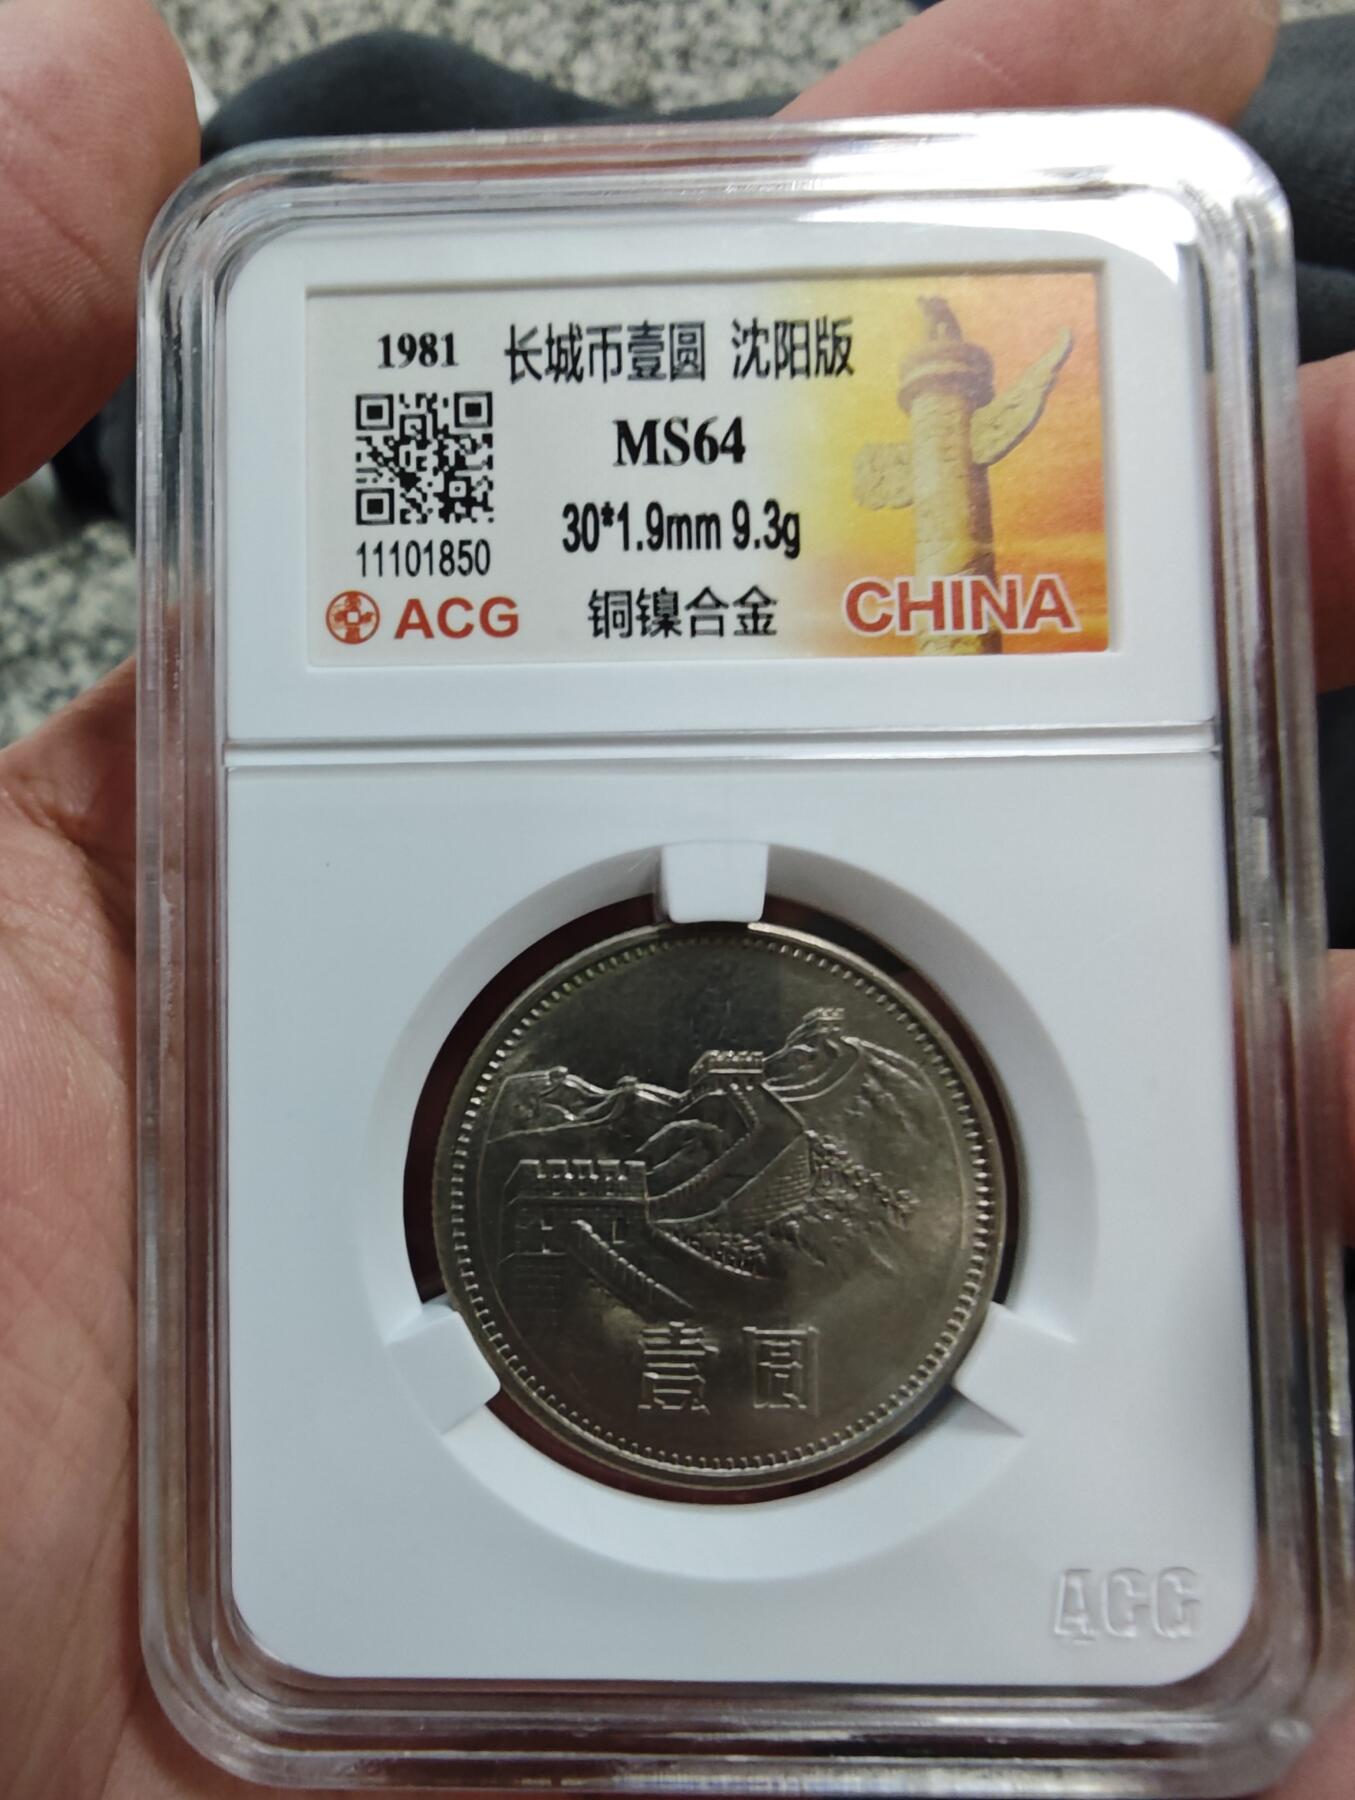 1981 长城币壹圆 沈阳版
MS64
30*1.9mm 9.3g
11101850
ACG 铜镍合金 CHINA
壹圆
ACG